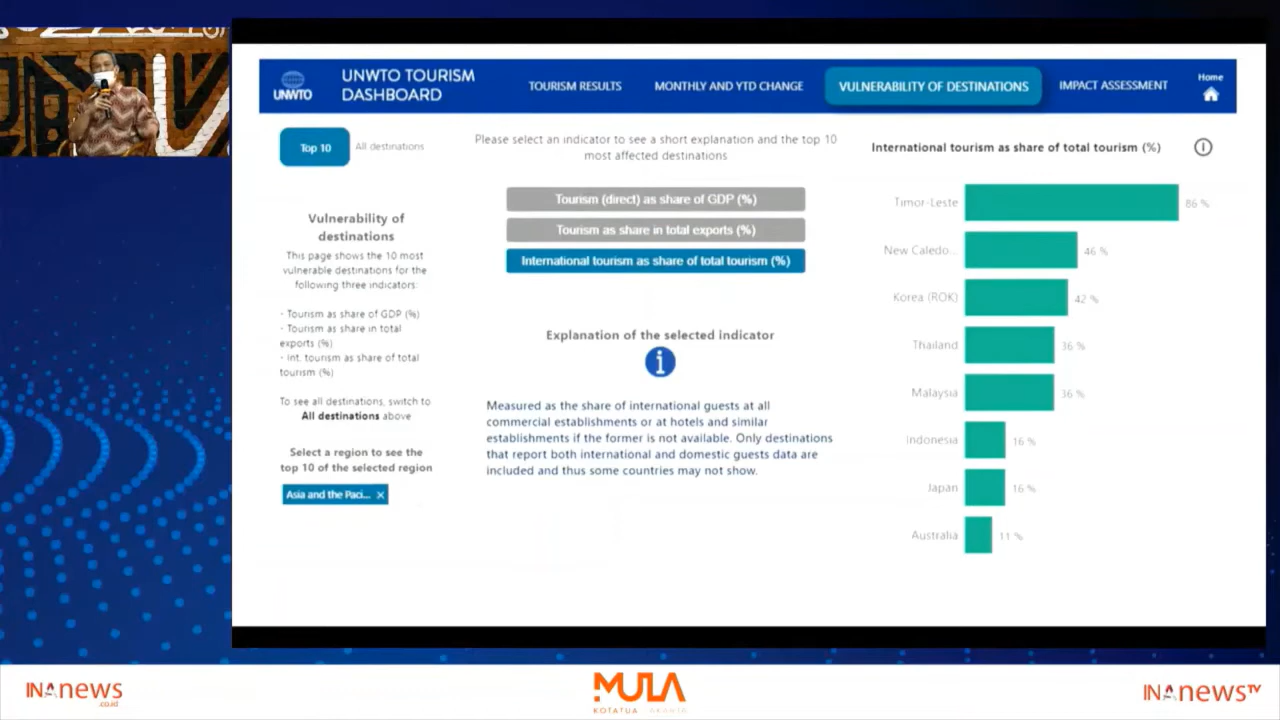 UNWTO
UNWTO TOURISM
DASHBOARD
TOURISM RESULTS
MONTHLY AND YTD CHANGE
VULNERABILITY OF DESTINATIONS
IMPACT ASSESSMENT
Home
Top 10
All destinations
Vulnerability of
destinations
This page shows the 10 most
vulnerable destinations for the
following three indicators:
- Tourism as share of GDP (%)
- Tourism as share in total
exports (%)
- Int. tourism as share of total
tourism (%)
To see all destinations, switch to
All destinations above
Select a region to see the
top 10 of the selected region
Asia and the Paci... ×
Please select an indicator to see a short explanation and the top 10
most affected destinations
Tourism (direct) as share of GDP (%)
Tourism as share in total exports (%)
International tourism as share of total tourism (%)
Explanation of the selected indicator
i
Measured as the share of international guests at all
commercial establishments or at hotels and similar
establishments if the former is not available. Only destinations
that report both international and domestic guests data are
included and thus some countries may not show.
International tourism as share of total tourism (%)
Timor-Leste 86 %
New Caledo... 46 %
Korea (ROK) 42 %
Thailand 36 %
Malaysia 36 %
Indonesia 16 %
Japan 16 %
Australia 11 %
INAnews
.co.id
MULA
KOTATUA JAKARTA
INAnewsTV